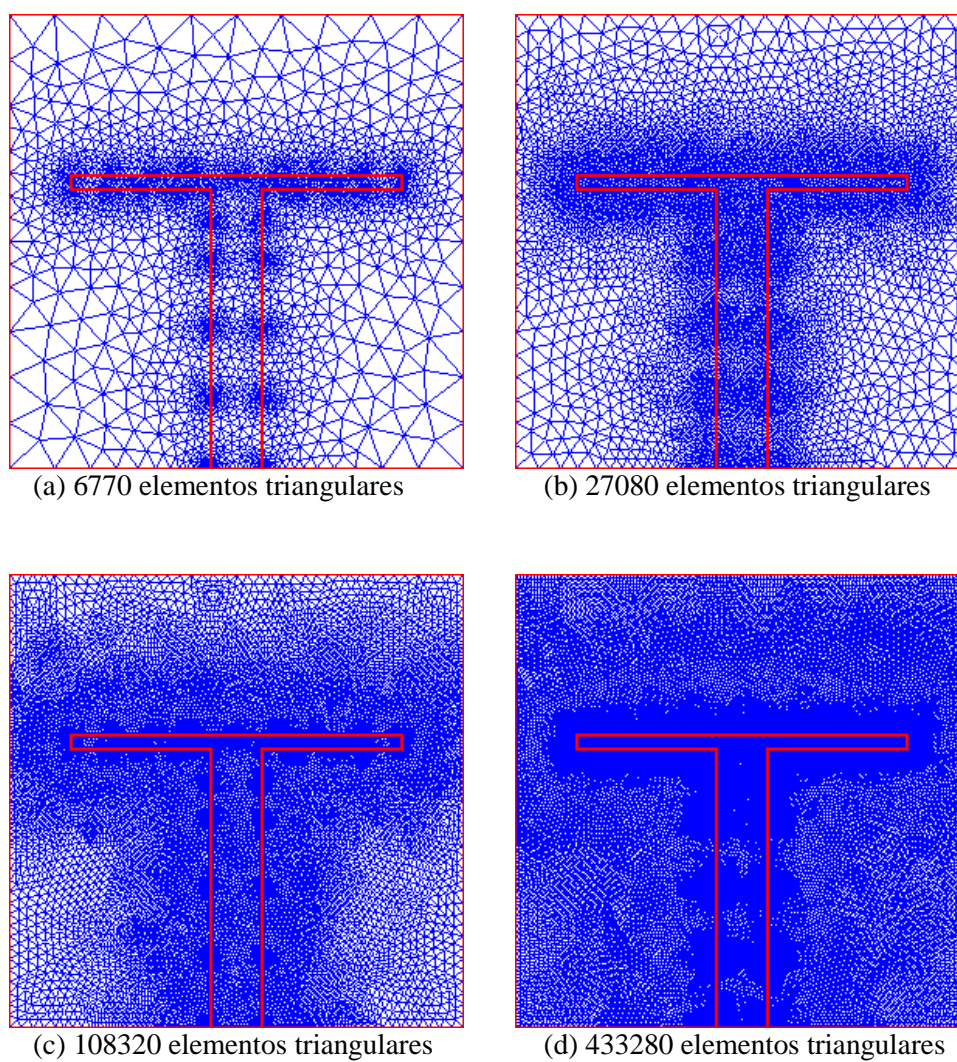 (a) 6770 elementos triangulares
(b) 27080 elementos triangulares
(c) 108320 elementos triangulares
(d) 433280 elementos triangulares